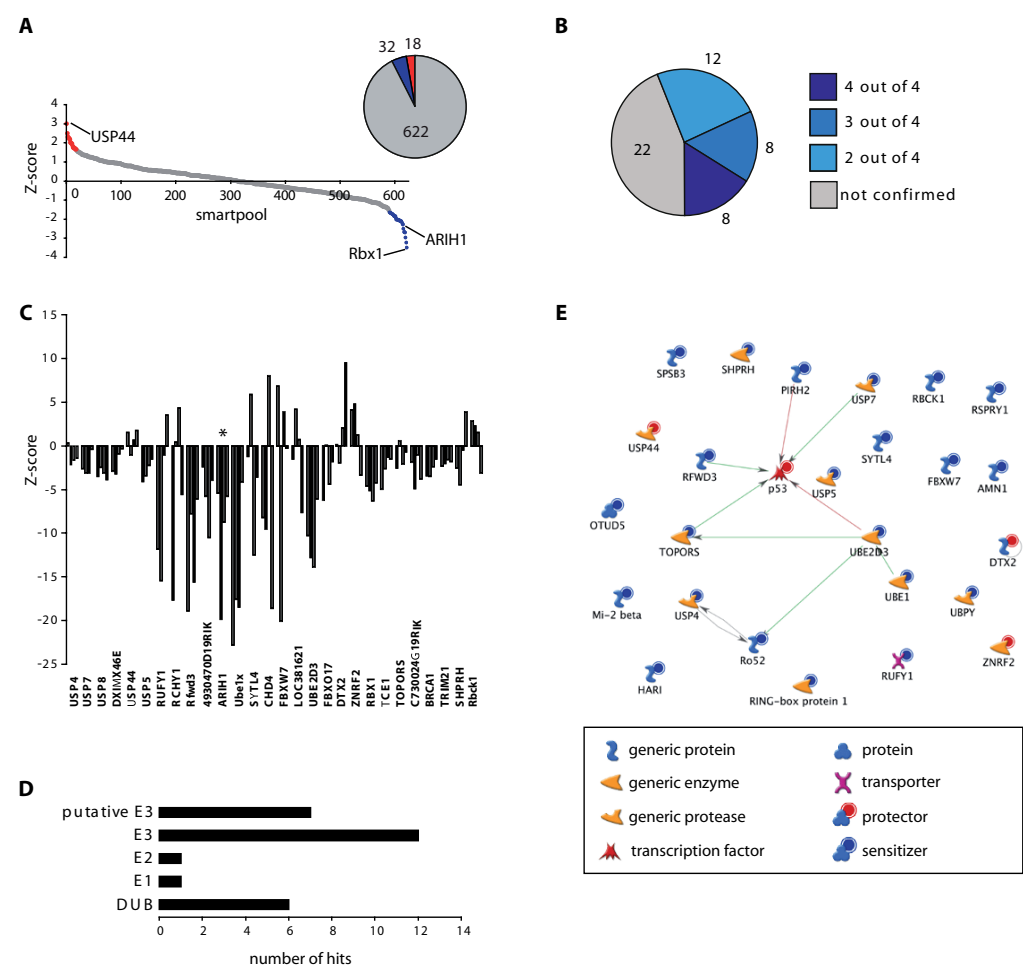 A
32 18
622
4
3
2
1
0
-1
-2
-3
-4
Z-score
USP44
0 100 200 300 400 500 600
smartpool
ARIH1
Rbx1
B
12
22
8
8
4 out of 4
3 out of 4
2 out of 4
not confirmed
C
15
10
5
0
-5
-10
-15
-20
-25
Z-score
*
USP4
USP7
USP8
DXIMX46E
USP44
USP5
RUFY1
RCHY1
Rfwd3
4930470D19RIK
ARIH1
Ube1x
SYTL4
CHD4
FBXW7
LOC381621
UBE2D3
FBXO17
DTX2
ZNRF2
RBX1
TCE1
TOPORS
C730024G19RIK
BRCA1
TRIM21
SHPRH
Rbck1
D
putative E3
E3
E2
E1
DUB
0 2 4 6 8 10 12 14
number of hits
E
SPSB3
SHPRH
PIRH2
USP7
RBCK1
RSPRY1
USP44
RFWD3
p53
USP5
SYTL4
FBXW7
AMN1
OTUD5
TOPORS
UBE2D3
DTX2
Mi-2 beta
USP4
UBE1
UBPY
Ro52
ZNRF2
HARI
RUFY1
RING-box protein 1
generic protein
generic enzyme
generic protease
transcription factor
protein
transporter
protector
sensitizer